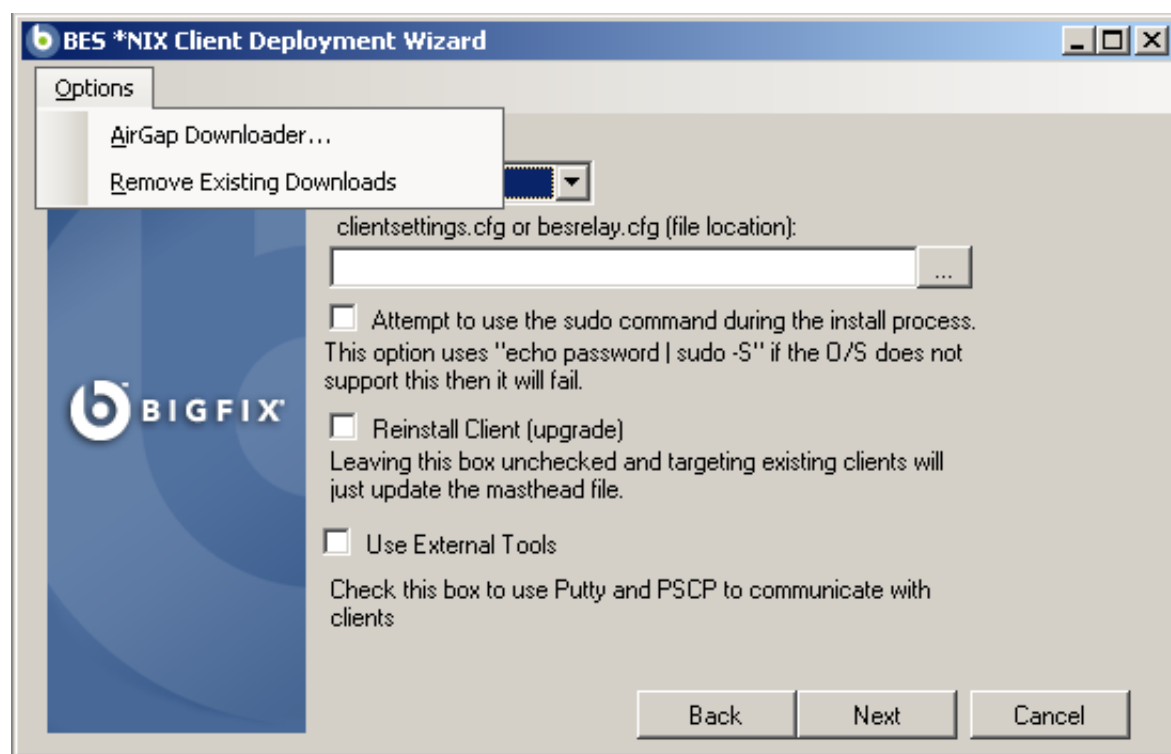 BES *NIX Client Deployment Wizard
Options
AirGap Downloader...
Remove Existing Downloads
clientsettings.cfg or besrelay.cfg (file location):
...
Attempt to use the sudo command during the install process.
This option uses "echo password | sudo -S" if the O/S does not
support this then it will fail.
BIGFIX
Reinstall Client (upgrade)
Leaving this box unchecked and targeting existing clients will
just update the masthead file.
Use External Tools
Check this box to use Putty and PSCP to communicate with
clients
Back
Next
Cancel